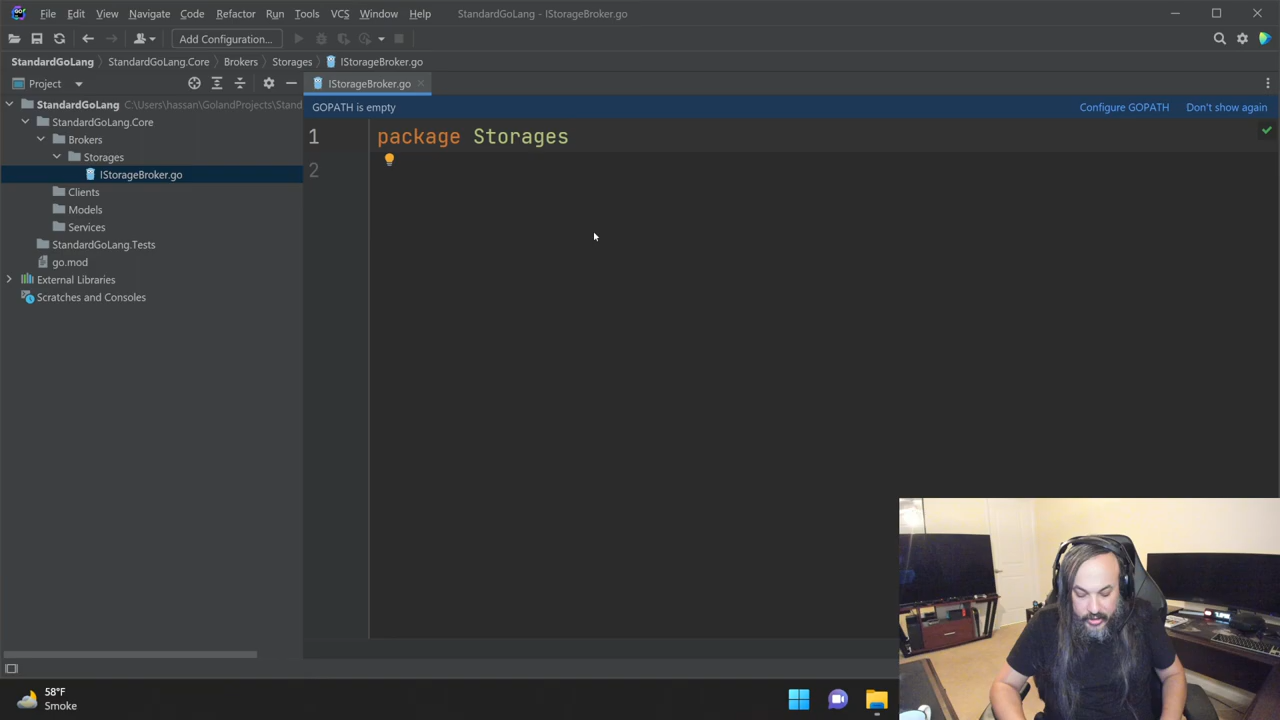 File Edit View Navigate Code Refactor Run Tools VCS Window Help StandardGoLang - IStorageBroker.go
Add Configuration...
StandardGoLang StandardGoLang.Core Brokers Storages IStorageBroker.go
Project IStorageBroker.go
StandardGoLang C:\Users\hassan\GolandProjects\Stand
GOPATH is empty Configure GOPATH Don't show again
StandardGoLang.Core
Brokers
Storages
IStorageBroker.go
Clients
Models
Services
StandardGoLang.Tests
go.mod
External Libraries
Scratches and Consoles
1 package Storages
2
58°F
Smoke